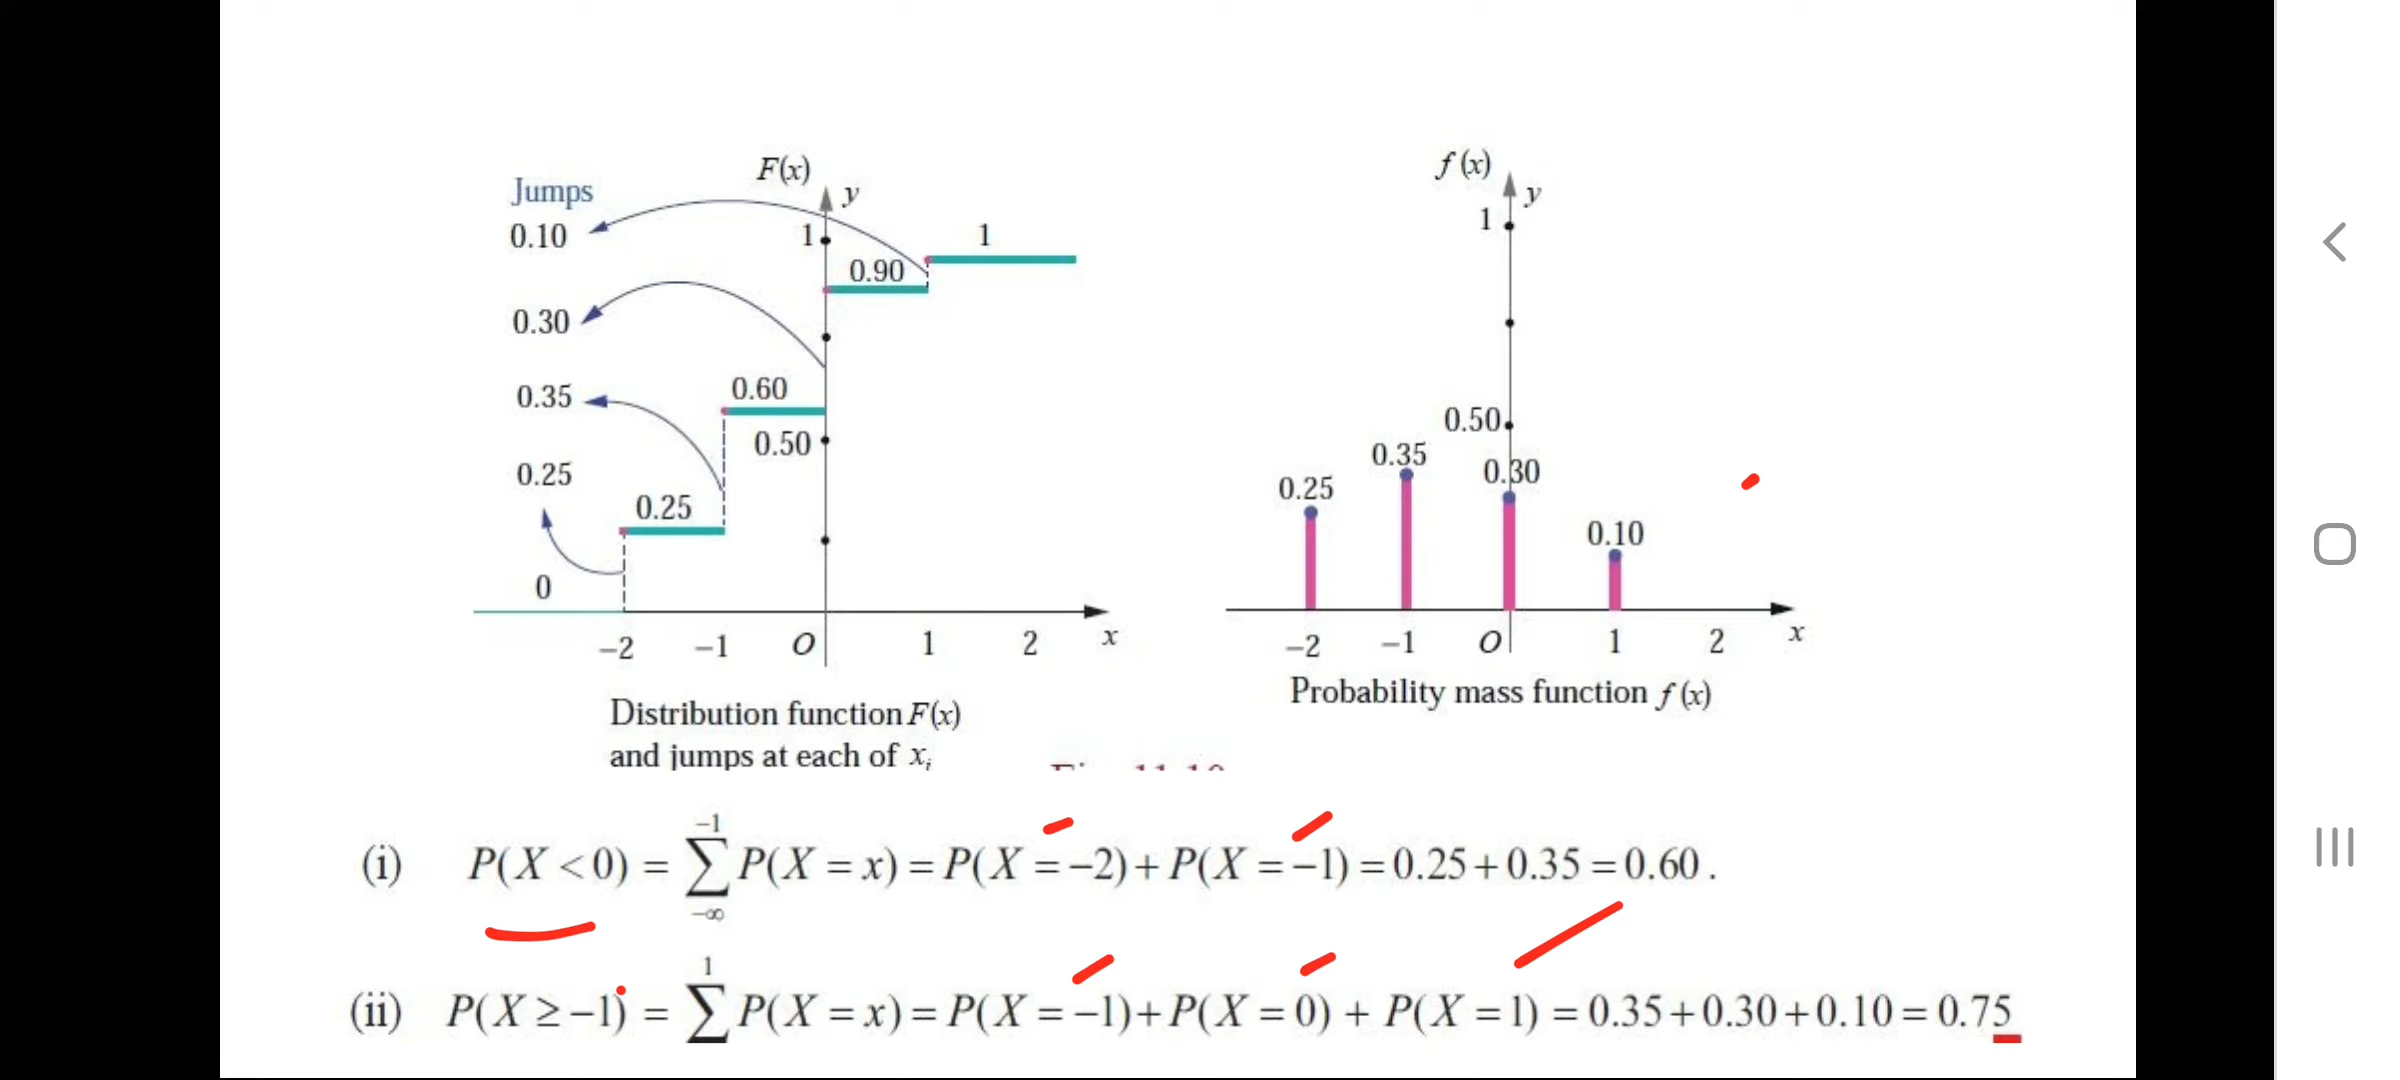 Jumps
0.10
0.30
0.35
0.25
0
F(x)
y
1
1
0.90
0.60
0.50
0.25
−2 −1 O 1 2 x
Distribution function F(x)
and jumps at each of xᵢ
f (x)
y
1
0.50
0.25
0.35
0.30
0.10
−2 −1 O 1 2 x
Probability mass function f (x)
(i) P(X < 0) = ∑_{−∞}^{−1} P(X = x) = P(X = −2) + P(X = −1) = 0.25 + 0.35 = 0.60 .
(ii) P(X ≥ −1) = ∑^{1} P(X = x) = P(X = −1) + P(X = 0) + P(X = 1) = 0.35 + 0.30 + 0.10 = 0.75